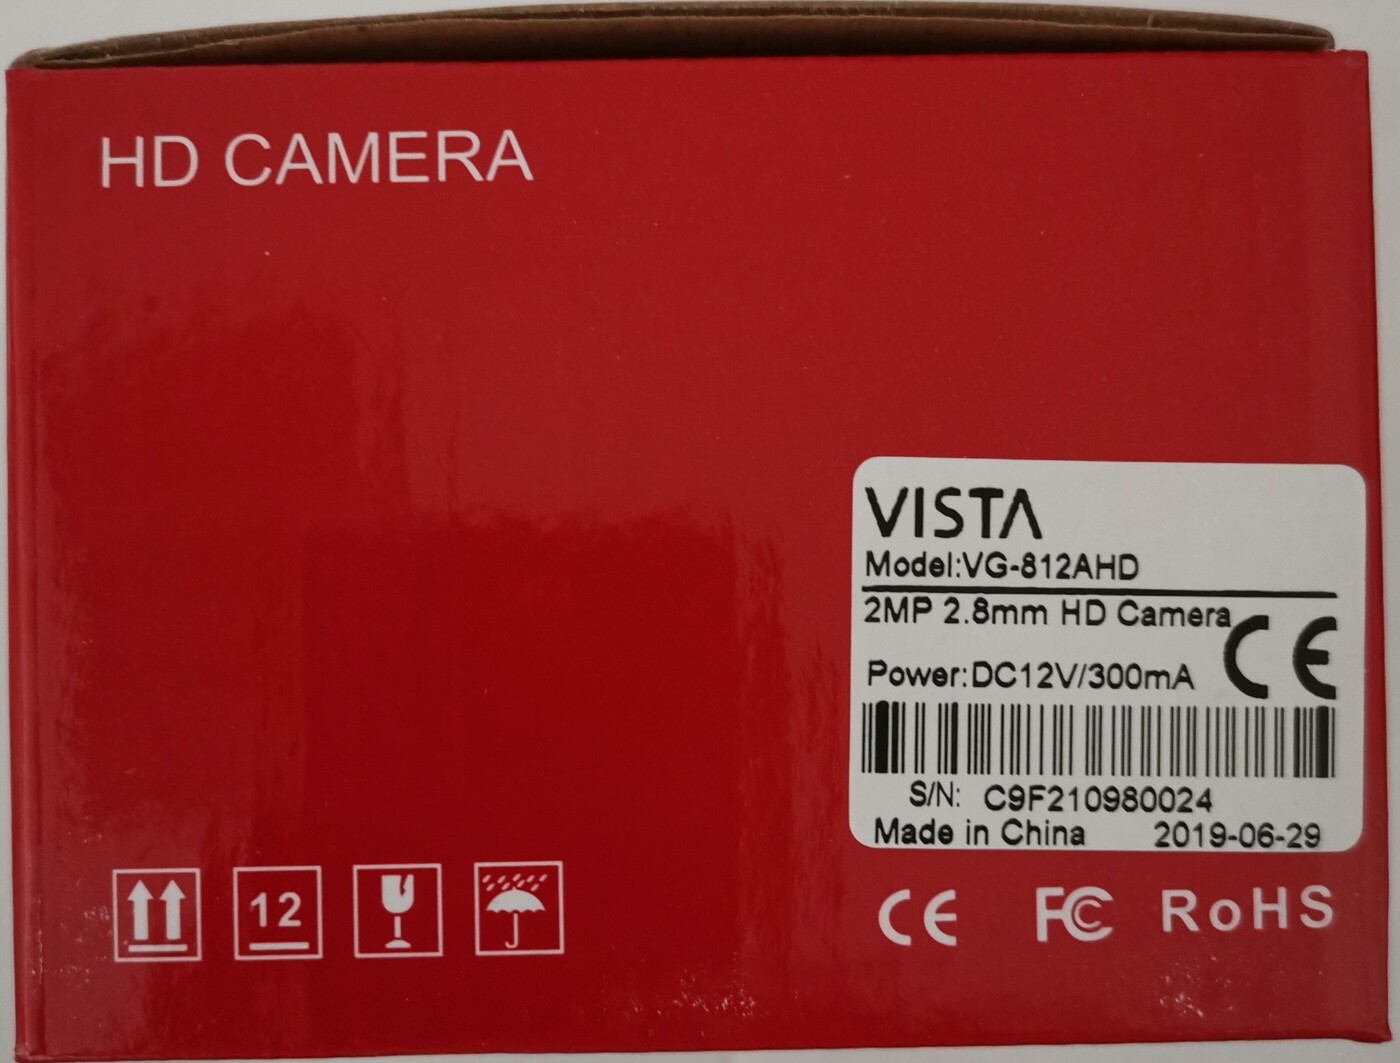 HD CAMERA
VISTA
Model:VG-812AHD
2MP 2.8mm HD Camera
CE
Power:DC12V/300mA
S/N: C9F210980024
Made in China 2019-06-29
12
CE FC RoHS